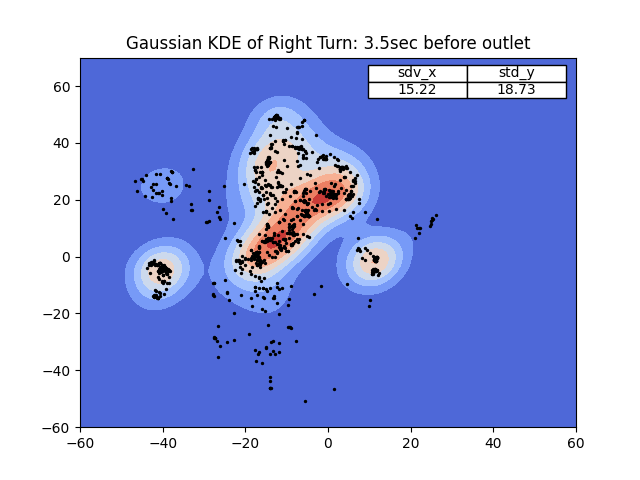 Gaussian KDE of Right Turn: 3.5sec before outlet
sdv_x std_y
15.22 18.73
60
40
20
0
−20
−40
−60
−60 −40 −20 0 20 40 60